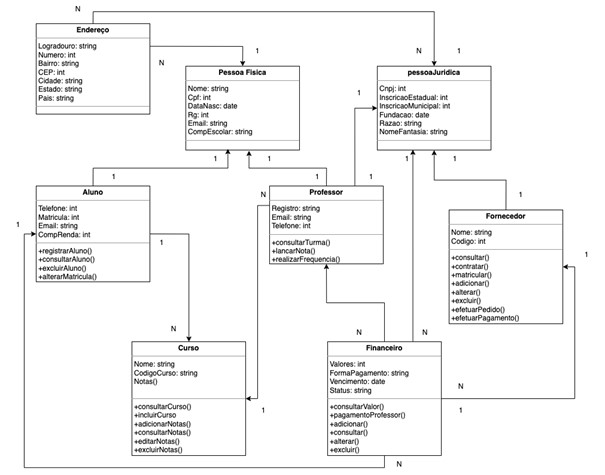 N
Endereço
Logradouro: string
Numero: int
Bairro: string
CEP: int
Cidade: string
Estado: string
Pais: string
N
1
N
1
Pessoa Fisica
Nome: string
Cpf: int
DataNasc: date
Rg: int
Email: string
CompEscolar: string
pessoaJuridica
Cnpj: int
InscricaoEstadual: int
InscricaoMunicipal: int
Fundacao: date
Razao: string
NomeFantasia: string
1
1
1
1
1
1
1
Aluno
Telefone: int
Matricula: int
Email: string
CompRenda: int
+registrarAluno()
+consultarAluno()
+excluirAluno()
+alterarMatricula()
1
1
N
Professor
Registro: string
Email: string
Telefone: int
+consultarTurma()
+lancarNota()
+realizarFrequencia()
1
Fornecedor
Nome: string
Codigo: int
+consultar()
+contratar()
+matricular()
+adicionar()
+alterar()
+excluir()
+efetuarPedido()
+efetuarPagamento()
1
N
N
N
Curso
Nome: string
CodigoCurso: string
Notas()
+consultarCurso()
+incluirCurso
+adicionarNotas()
+consultarNotas()
+editarNotas()
+excluirNotas()
1
Financeiro
Valores: int
FormaPagamento: string
Vencimento: date
Status: string
+consultarValor()
+pagamentoProfessor()
+adicionar()
+consultar()
+alterar()
+excluir()
N
1
N